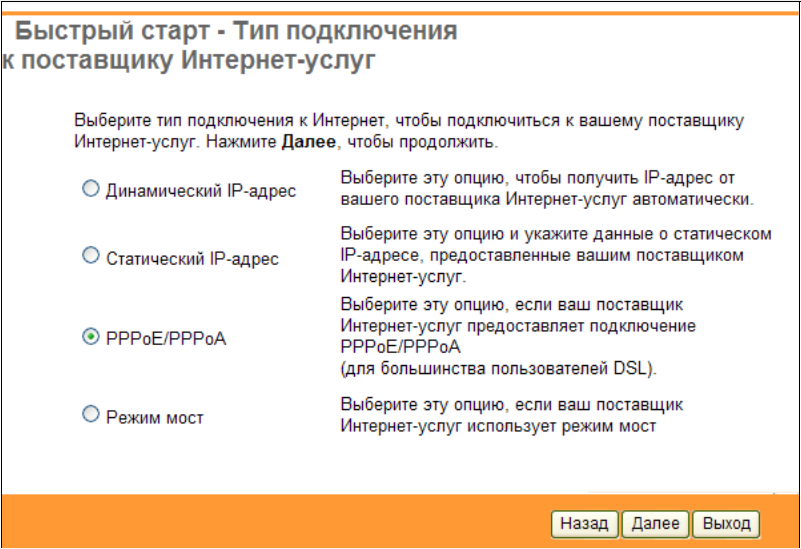 Быстрый старт - Тип подключения
к поставщику Интернет-услуг
Выберите тип подключения к Интернет, чтобы подключиться к вашему поставщику
Интернет-услуг. Нажмите Далее, чтобы продолжить.
Динамический IP-адрес
Выберите эту опцию, чтобы получить IP-адрес от
вашего поставщика Интернет-услуг автоматически.
Статический IP-адрес
Выберите эту опцию и укажите данные о статическом
IP-адресе, предоставленные вашим поставщиком
Интернет-услуг.
PPPoE/PPPoA
Выберите эту опцию, если ваш поставщик
Интернет-услуг предоставляет подключение
PPPoE/PPPoA
(для большинства пользователей DSL).
Режим мост
Выберите эту опцию, если ваш поставщик
Интернет-услуг использует режим мост
Назад Далее Выход